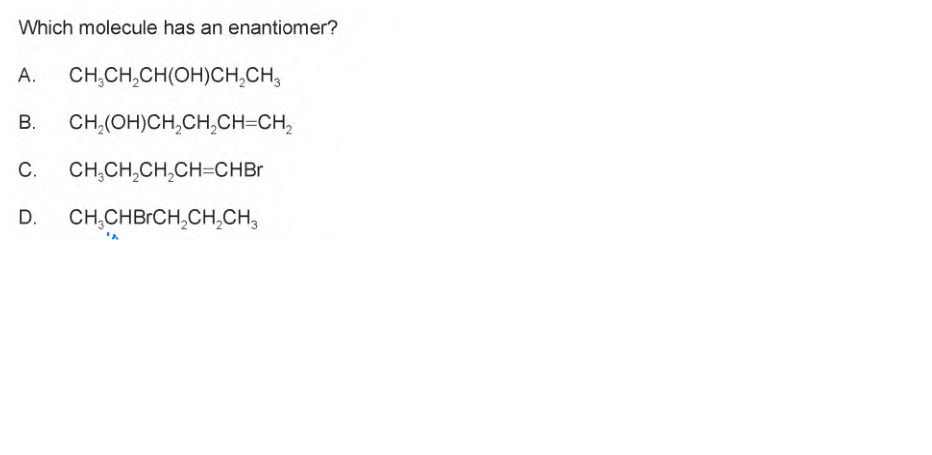 Which molecule has an enantiomer?
A. CH₃CH₂CH(OH)CH₂CH₃
B. CH₂(OH)CH₂CH₂CH=CH₂
C. CH₃CH₂CH₂CH=CHBr
D. CH₃CHBrCH₂CH₂CH₃